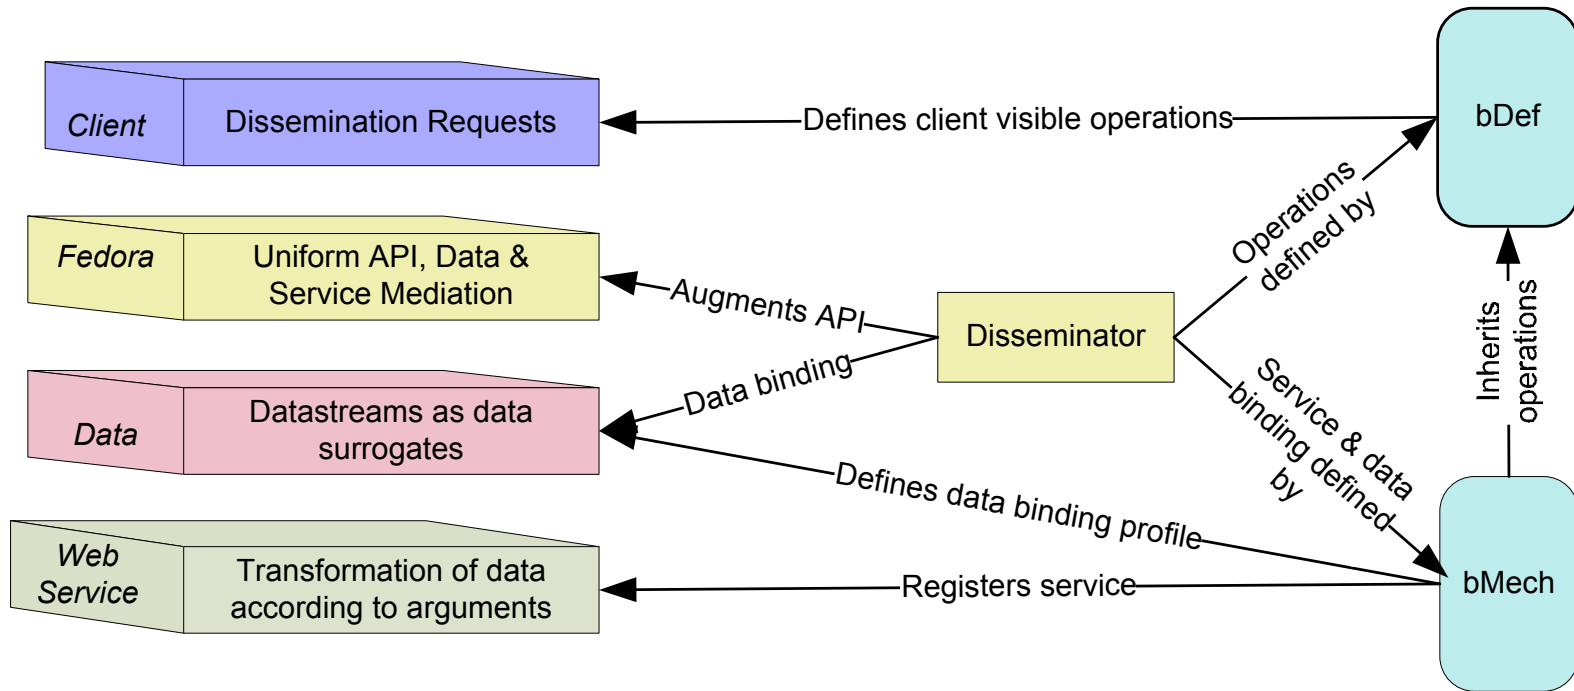 Client
Dissemination Requests
Defines client visible operations
bDef
Operations
defined by
Fedora
Uniform API, Data &
Service Mediation
Augments API
Disseminator
Inherits
operations
Data binding
Data
Datastreams as data
surrogates
Service & data
binding defined
by
Defines data binding profile
Web
Service
Transformation of data
according to arguments
Registers service
bMech